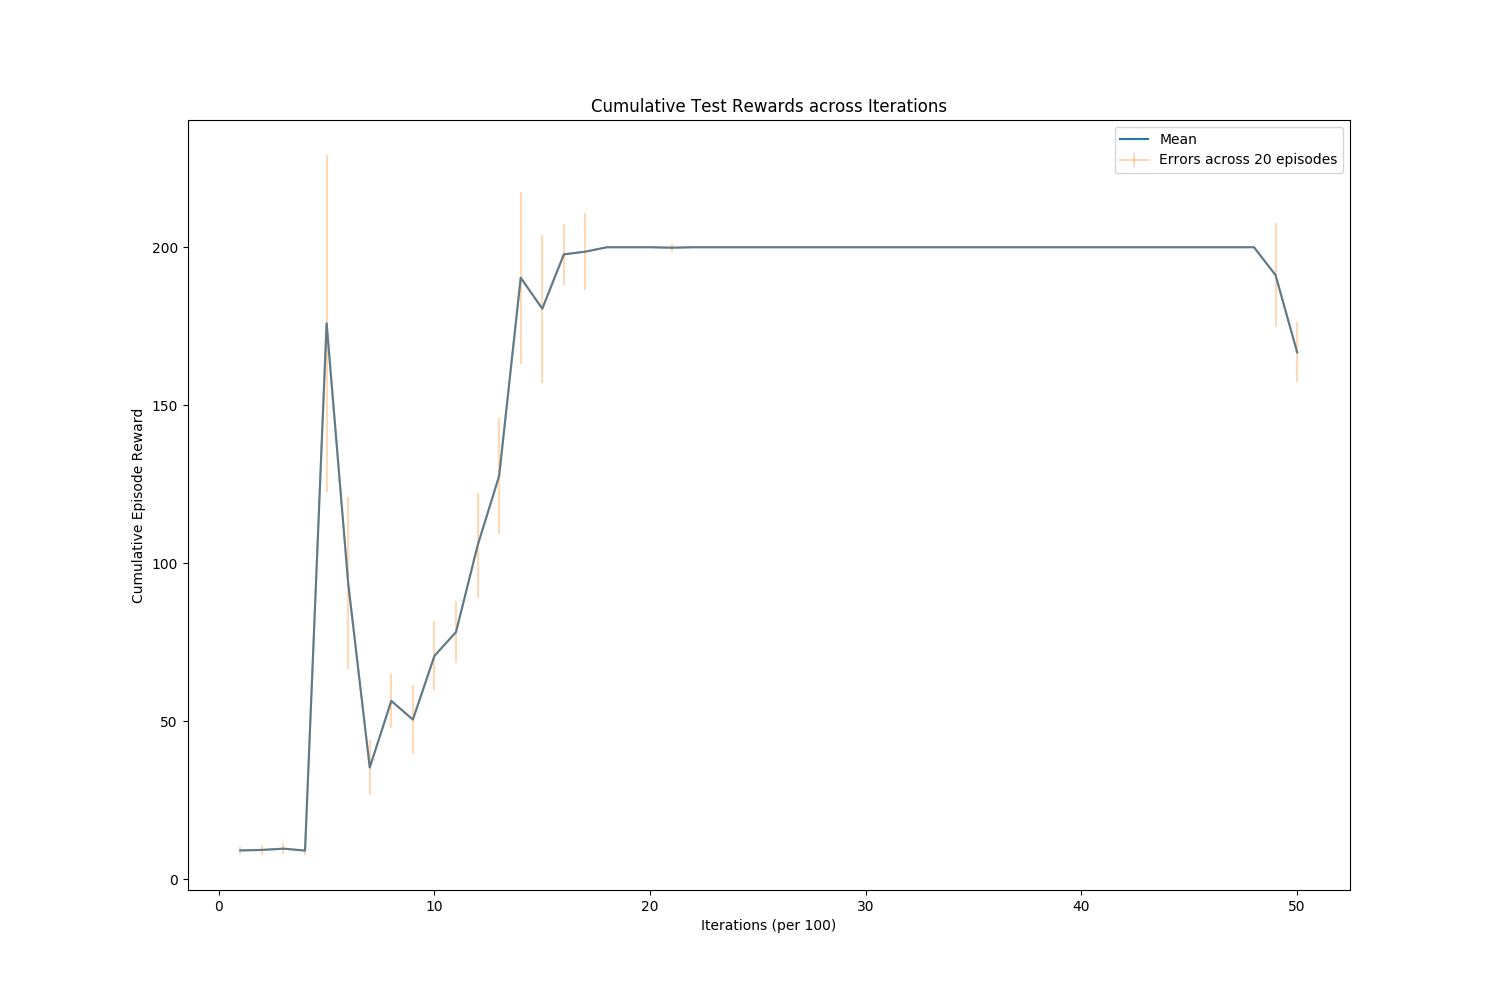 Cumulative Test Rewards across Iterations
Mean
Errors across 20 episodes
Cumulative Episode Reward
200
150
100
50
0
0 10 20 30 40 50
Iterations (per 100)